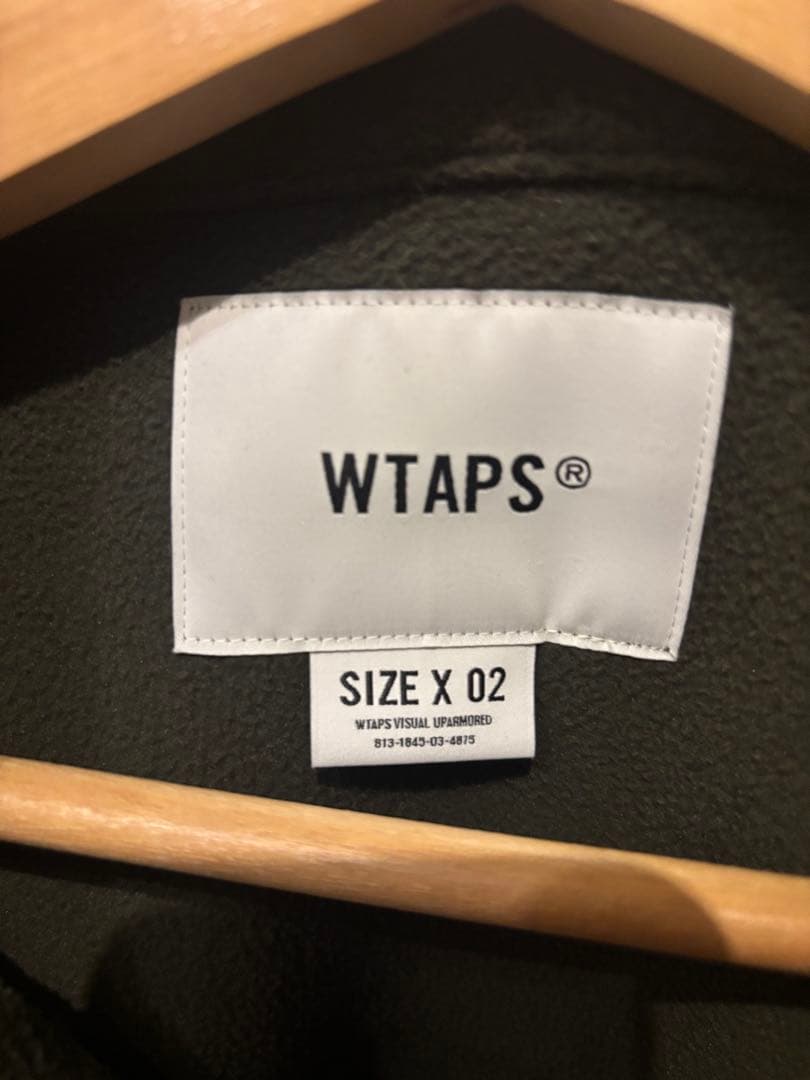 WTAPS®
SIZE X 02
WTAPS VISUAL UPARMORED
813-1845-03-4875